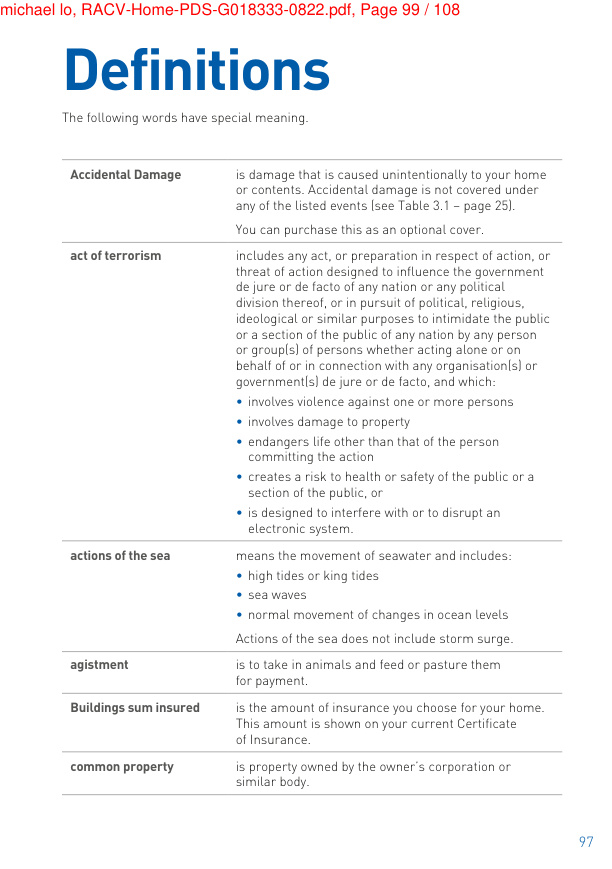 michael lo, RACV-Home-PDS-G018333-0822.pdf, Page 99 / 108
Definitions
The following words have special meaning.
Accidental Damage
is damage that is caused unintentionally to your home
or contents. Accidental damage is not covered under
any of the listed events (see Table 3.1 – page 25).
You can purchase this as an optional cover.
act of terrorism
includes any act, or preparation in respect of action, or
threat of action designed to influence the government
de jure or de facto of any nation or any political
division thereof, or in pursuit of political, religious,
ideological or similar purposes to intimidate the public
or a section of the public of any nation by any person
or group(s) of persons whether acting alone or on
behalf of or in connection with any organisation(s) or
government(s) de jure or de facto, and which:
• involves violence against one or more persons
• involves damage to property
• endangers life other than that of the person
committing the action
• creates a risk to health or safety of the public or a
section of the public, or
• is designed to interfere with or to disrupt an
electronic system.
actions of the sea
means the movement of seawater and includes:
• high tides or king tides
• sea waves
• normal movement of changes in ocean levels
Actions of the sea does not include storm surge.
agistment
is to take in animals and feed or pasture them
for payment.
Buildings sum insured
is the amount of insurance you choose for your home.
This amount is shown on your current Certificate
of Insurance.
common property
is property owned by the owner's corporation or
similar body.
97